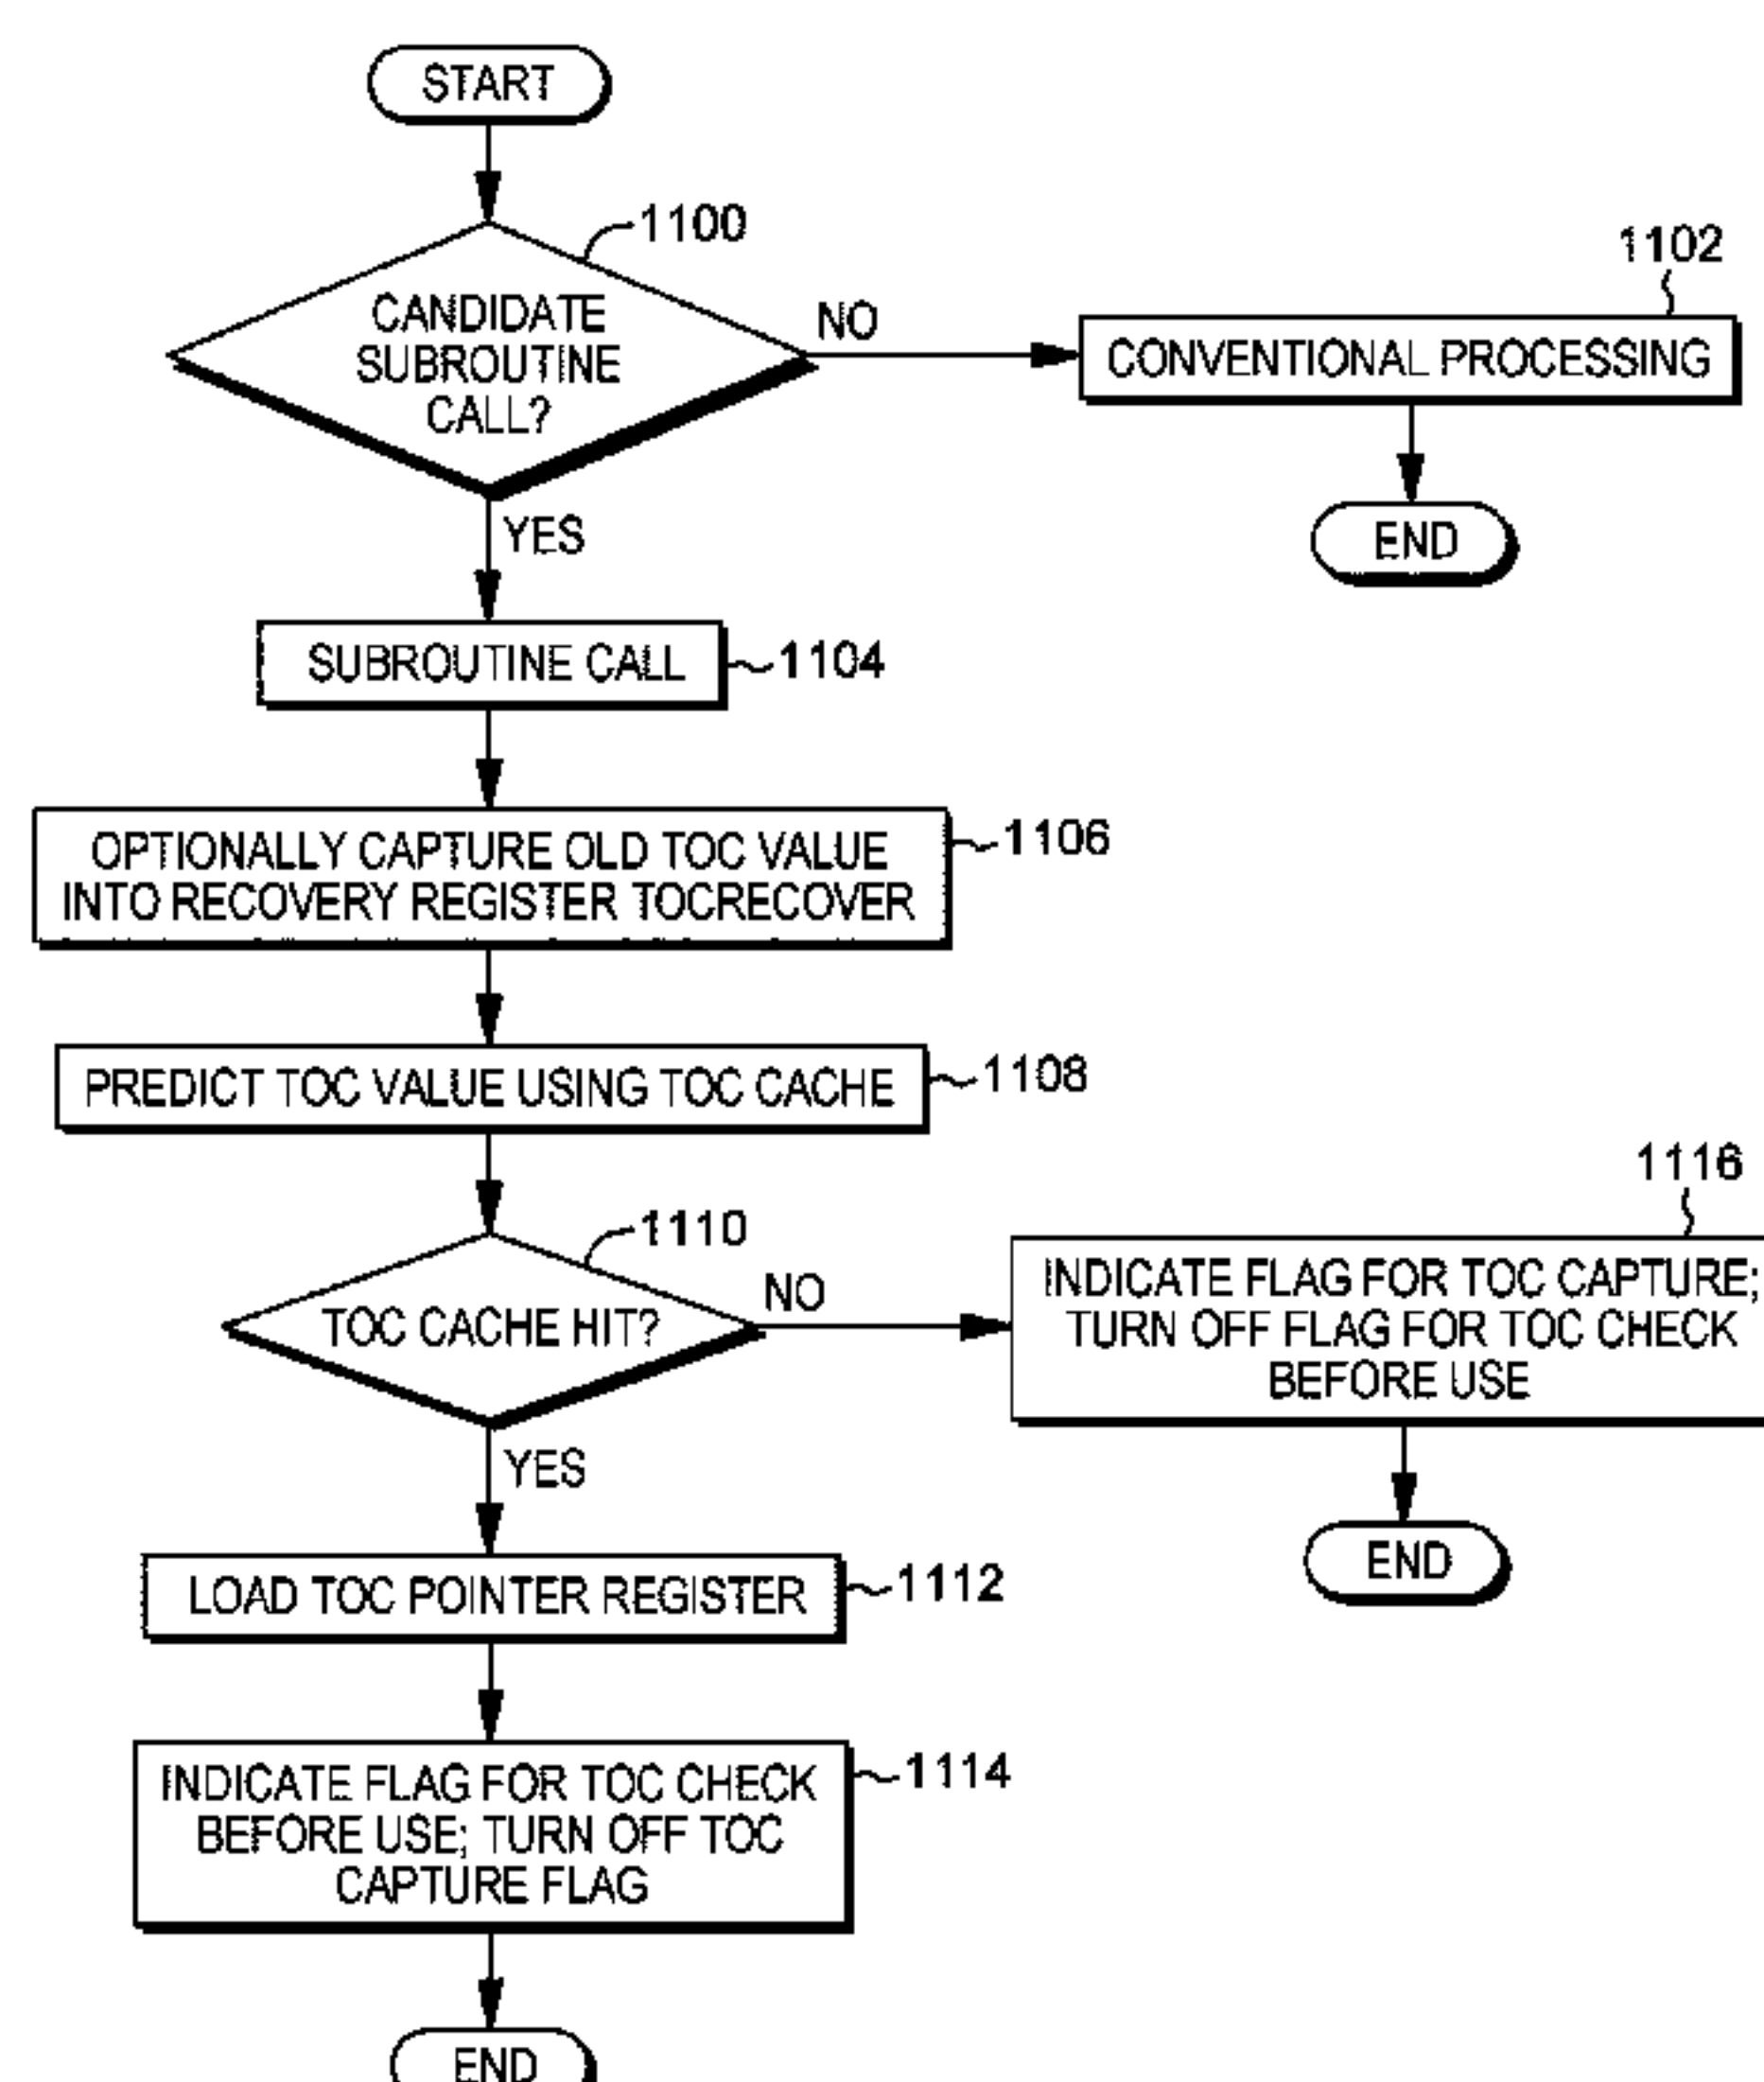 START
1100
CANDIDATE
SUBROUTINE
CALL?
NO
1102
CONVENTIONAL PROCESSING
END
YES
SUBROUTINE CALL
1104
OPTIONALLY CAPTURE OLD TOC VALUE
INTO RECOVERY REGISTER TOCRECOVER
1106
PREDICT TOC VALUE USING TOC CACHE
1108
1110
TOC CACHE HIT?
NO
1116
INDICATE FLAG FOR TOC CAPTURE;
TURN OFF FLAG FOR TOC CHECK
BEFORE USE
END
YES
LOAD TOC POINTER REGISTER
1112
INDICATE FLAG FOR TOC CHECK
BEFORE USE; TURN OFF TOC
CAPTURE FLAG
1114
END